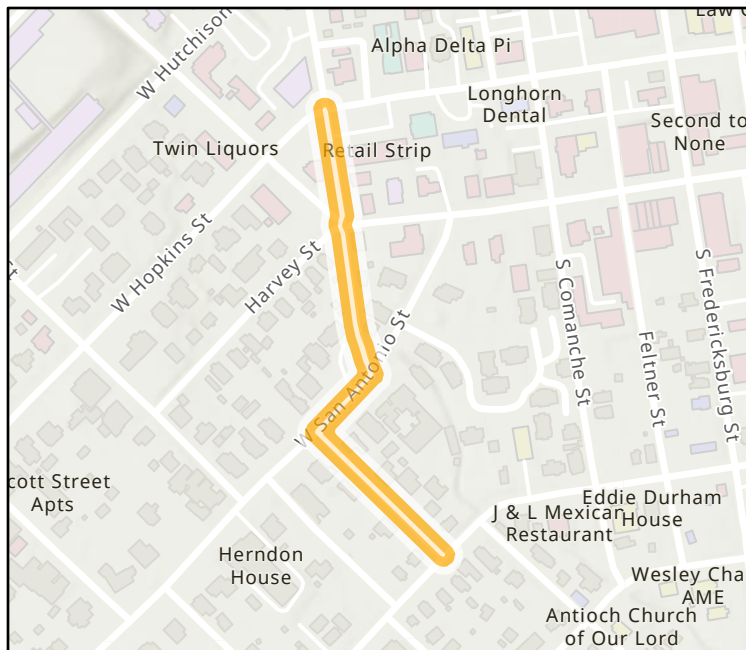 Law
Alpha Delta Pi
W Hutchison
Longhorn
Dental
Second to
None
Twin Liquors
Retail Strip
W Hopkins St
Harvey St
S Comanche St
S Fredericksburg St
Feltner St
W San Antonio St
cott Street
Apts
Eddie Durham
House
J & L Mexican
Restaurant
Herndon
House
Wesley Cha
AME
Antioch Church
of Our Lord